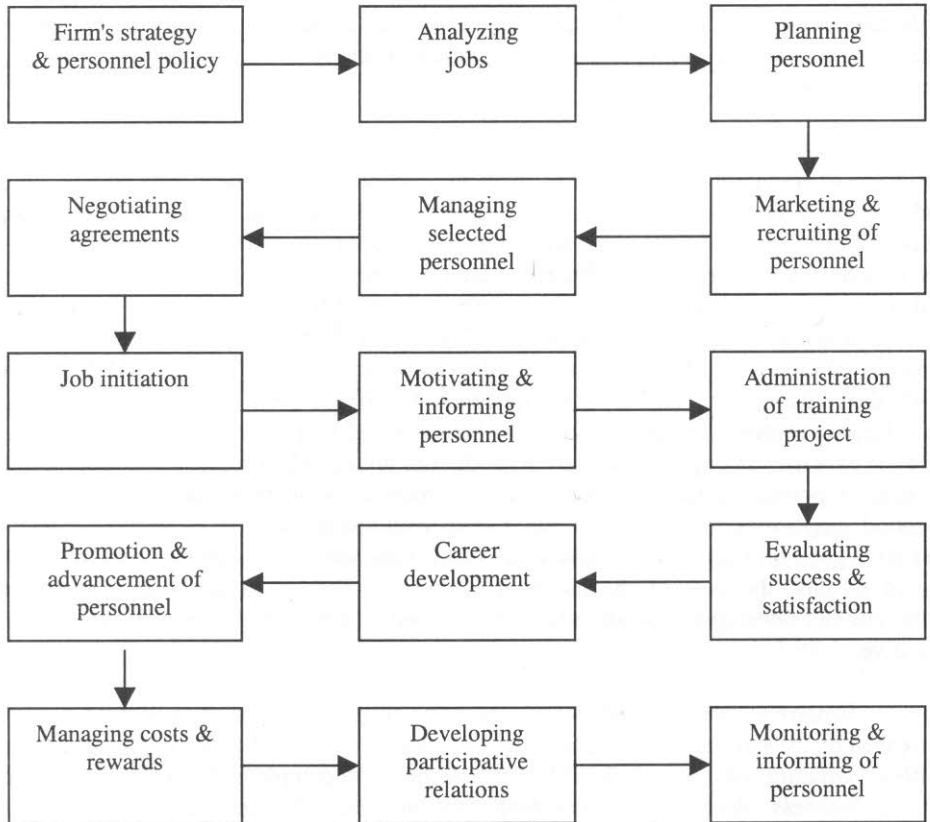 Firm's strategy
& personnel policy
Analyzing
jobs
Planning
personnel
Negotiating
agreements
Managing
selected
personnel
Marketing &
recruiting of
personnel
Job initiation
Motivating &
informing
personnel
Administration
of training
project
Promotion &
advancement of
personnel
Career
development
Evaluating
success &
satisfaction
Managing costs &
rewards
Developing
participative
relations
Monitoring &
informing of
personnel